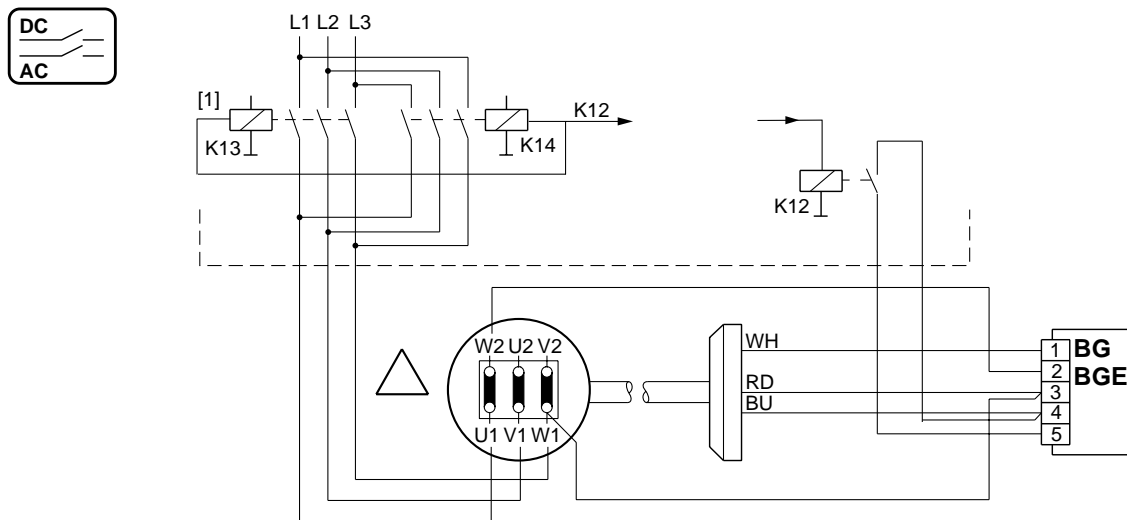 DC
AC
L1 L2 L3
[1]
K13
K14
K12
K12
W2 U2 V2
U1 V1 W1
WH
RD
BU
1
2
3
4
5
BG
BGE